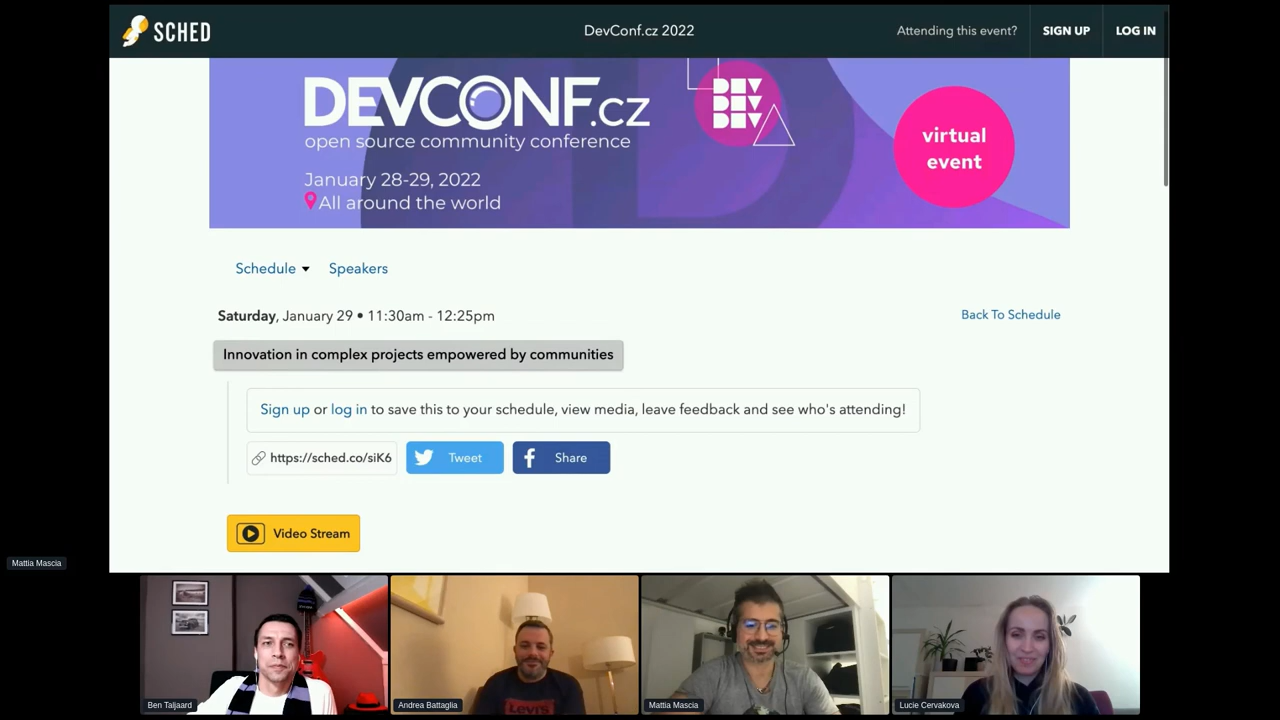 SCHED
DevConf.cz 2022
Attending this event?
SIGN UP
LOG IN
DEVCONF.cz
open source community conference
January 28-29, 2022
All around the world
DEV
DEV
DEV
virtual
event
Schedule
Speakers
Saturday, January 29 • 11:30am - 12:25pm
Back To Schedule
Innovation in complex projects empowered by communities
Sign up or log in to save this to your schedule, view media, leave feedback and see who's attending!
https://sched.co/siK6
Tweet
Share
Video Stream
Mattia Mascia
Levi's
Ben Taljaard
Andrea Battaglia
Mattia Mascia
Lucie Cervakova